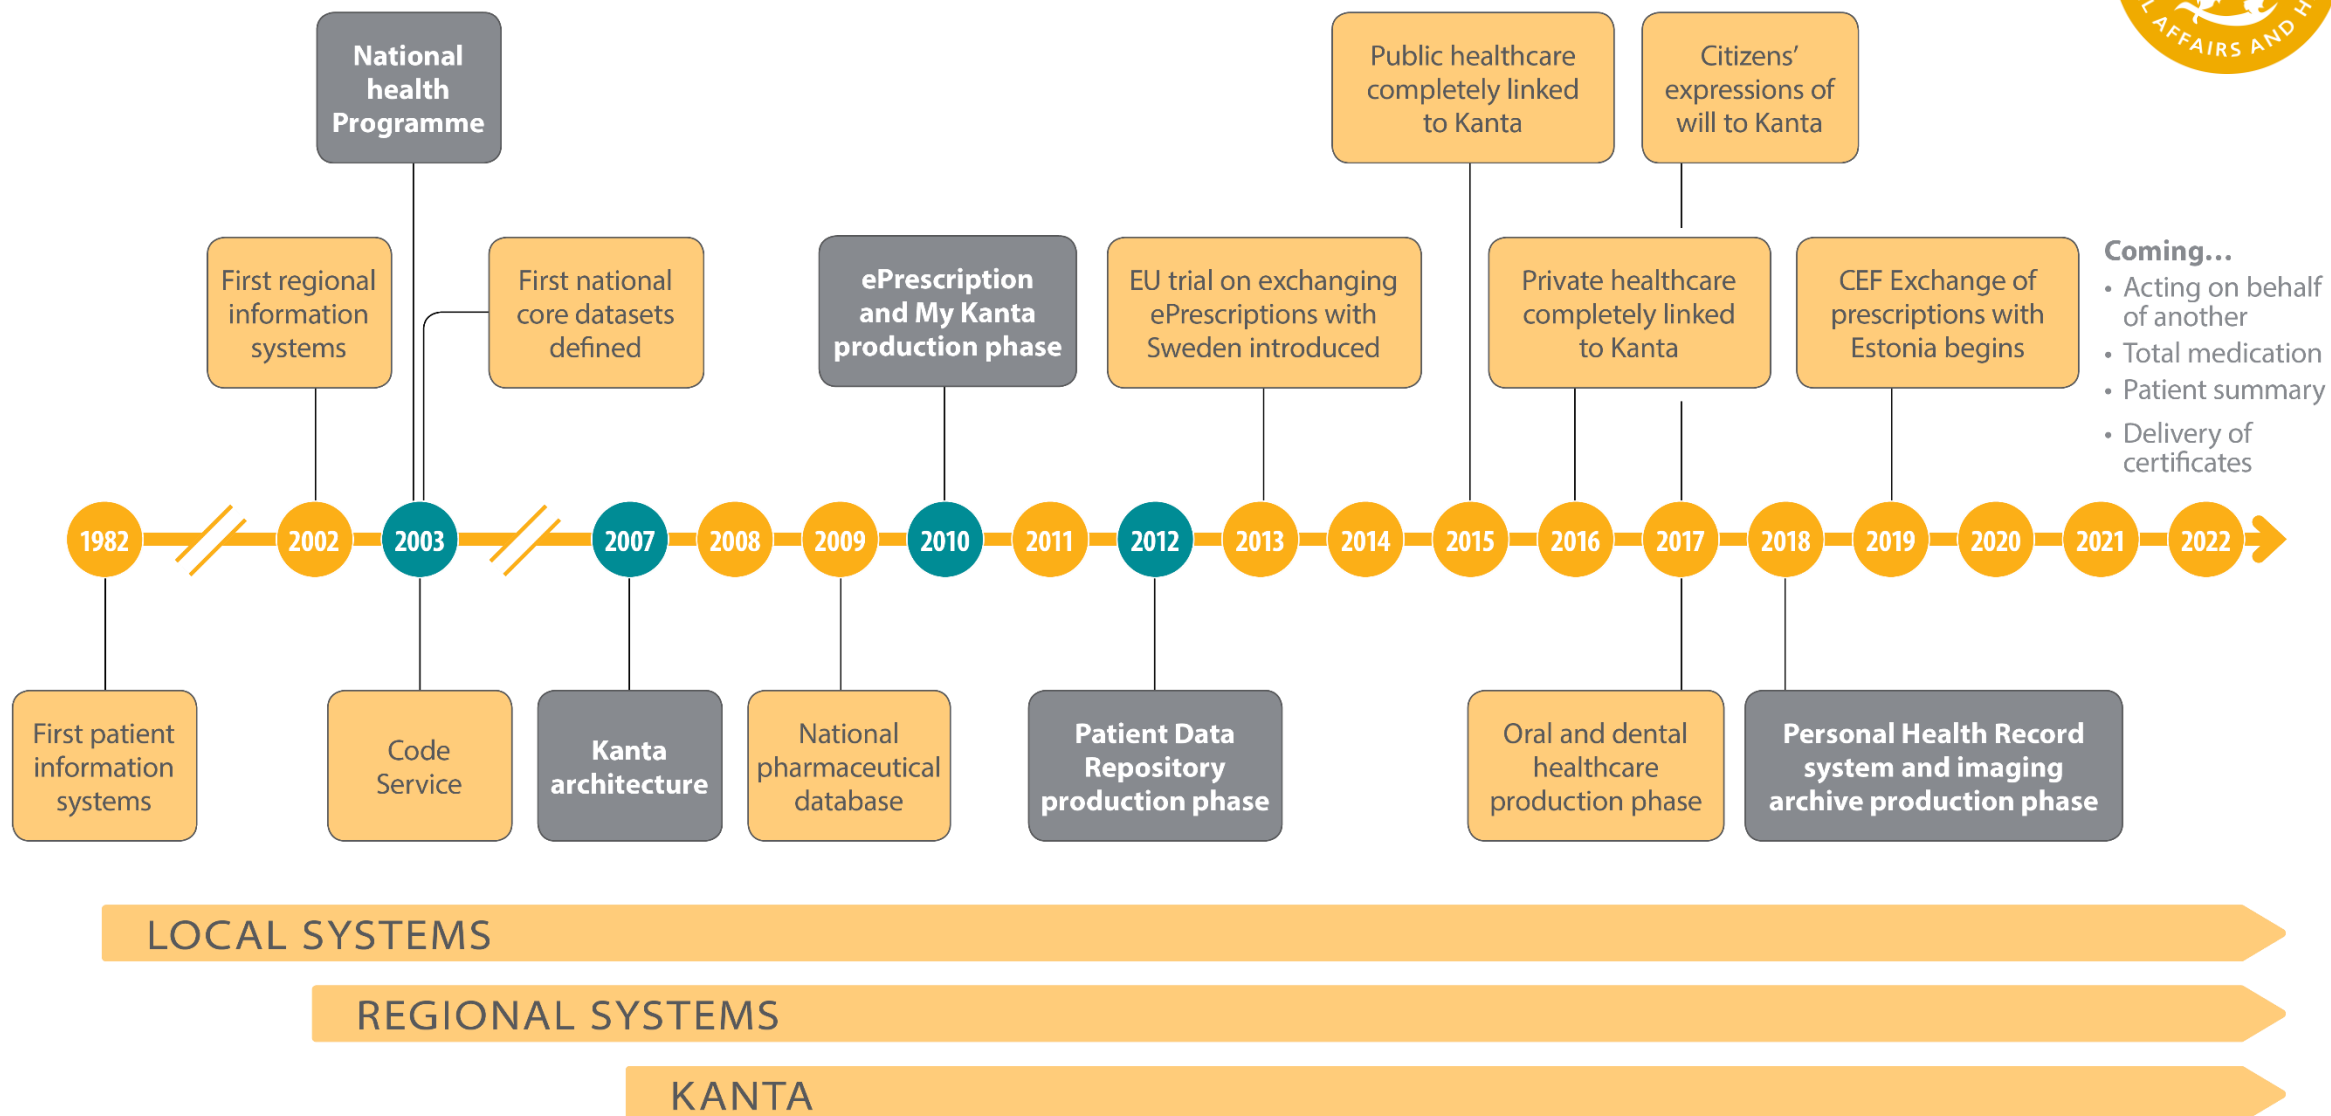 L AFFAIRS AND H
National
health
Programme
Public healthcare
completely linked
to Kanta
Citizens’
expressions of
will to Kanta
First regional
information
systems
First national
core datasets
defined
ePrescription
and My Kanta
production phase
EU trial on exchanging
ePrescriptions with
Sweden introduced
Private healthcare
completely linked
to Kanta
CEF Exchange of
prescriptions with
Estonia begins
Coming...
• Acting on behalf
of another
• Total medication
• Patient summary
• Delivery of
certificates
1982 2002 2003 2007 2008 2009 2010 2011 2012 2013 2014 2015 2016 2017 2018 2019 2020 2021 2022
First patient
information
systems
Code
Service
Kanta
architecture
National
pharmaceutical
database
Patient Data
Repository
production phase
Oral and dental
healthcare
production phase
Personal Health Record
system and imaging
archive production phase
LOCAL SYSTEMS
REGIONAL SYSTEMS
KANTA